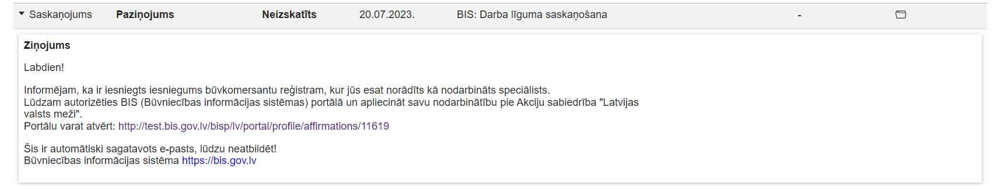 Saskaņojums Paziņojums Neizskatīts 20.07.2023. BIS: Darba līguma saskaņošana -
Ziņojums
Labdien!
Informējam, ka ir iesniegts iesniegums būvkomersantu reģistram, kur jūs esat norādīts kā nodarbināts speciālists.
Lūdzam autorizēties BIS (Būvniecības informācijas sistēmas) portālā un apliecināt savu nodarbinātību pie Akciju sabiedrība "Latvijas
valsts meži".
Portālu varat atvērt: http://test.bis.gov.lv/bisp/lv/portal/profile/affirmations/11619
Šis ir automātiski sagatavots e-pasts, lūdzu neatbildēt!
Būvniecības informācijas sistēma https://bis.gov.lv